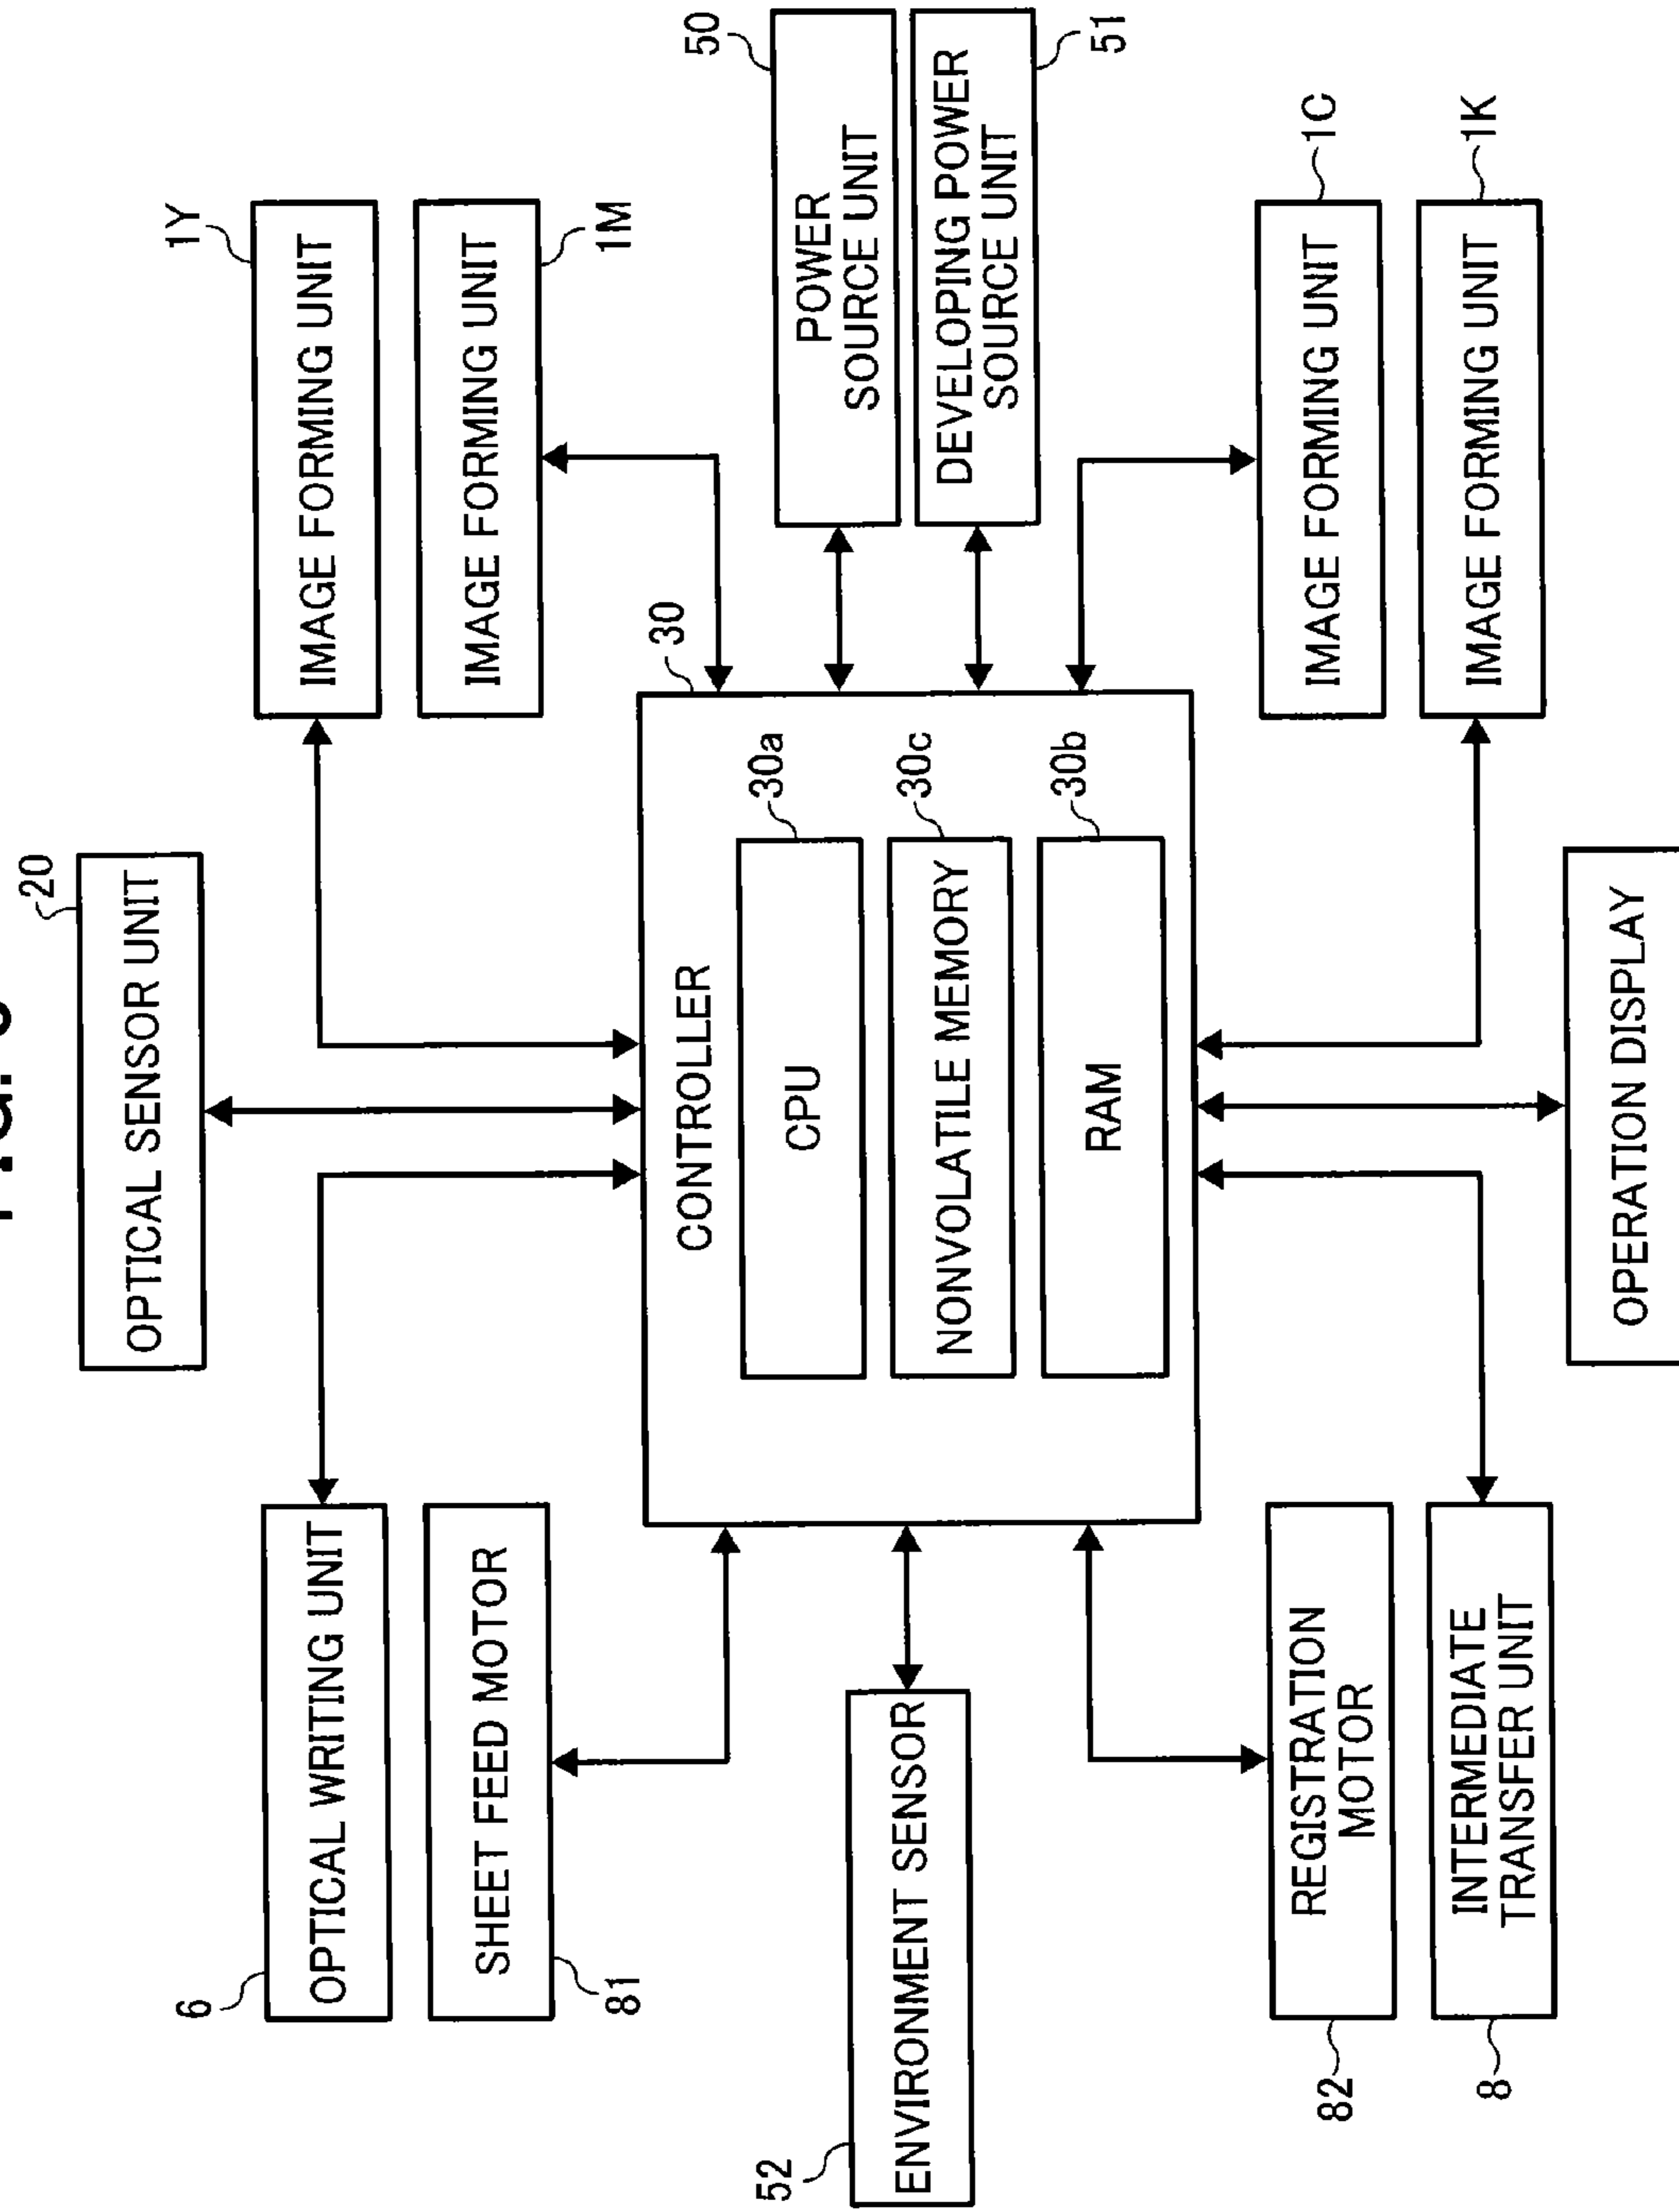 20
OPTICAL SENSOR UNIT
6
OPTICAL WRITING UNIT
SHEET FEED MOTOR
81
1Y
IMAGE FORMING UNIT
IMAGE FORMING UNIT
1M
30
CONTROLLER
CPU
30a
NONVOLATILE MEMORY
30c
RAM
30b
52
ENVIRONMENT SENSOR
50
POWER
SOURCE UNIT
DEVELOPING POWER
SOURCE UNIT
51
REGISTRATION
MOTOR
82
INTERMEDIATE
TRANSFER UNIT
8
IMAGE FORMING UNIT
1C
IMAGE FORMING UNIT
1K
OPERATION DISPLAY